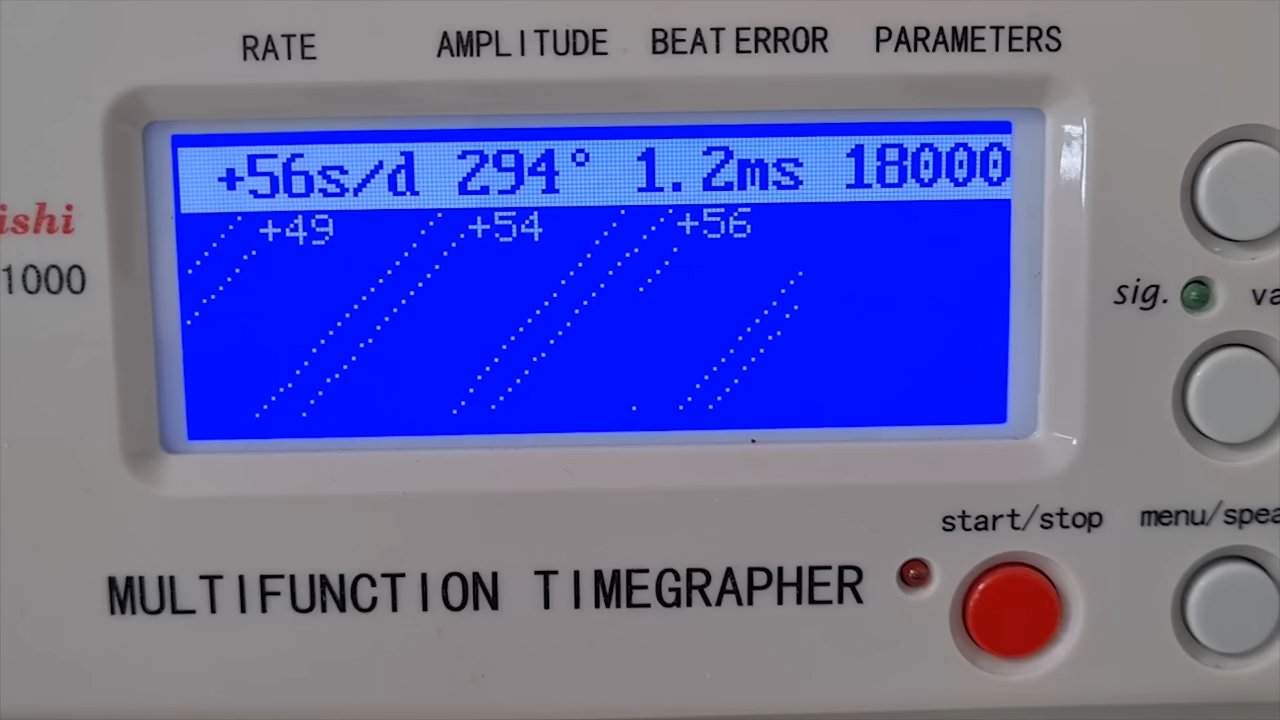 RATE AMPLITUDE BEAT ERROR PARAMETERS
+56s/d 294° 1.2ms 18000
+49 +54 +56
ishi
1000
sig. va
start/stop menu/spea
MULTIFUNCTION TIMEGRAPHER